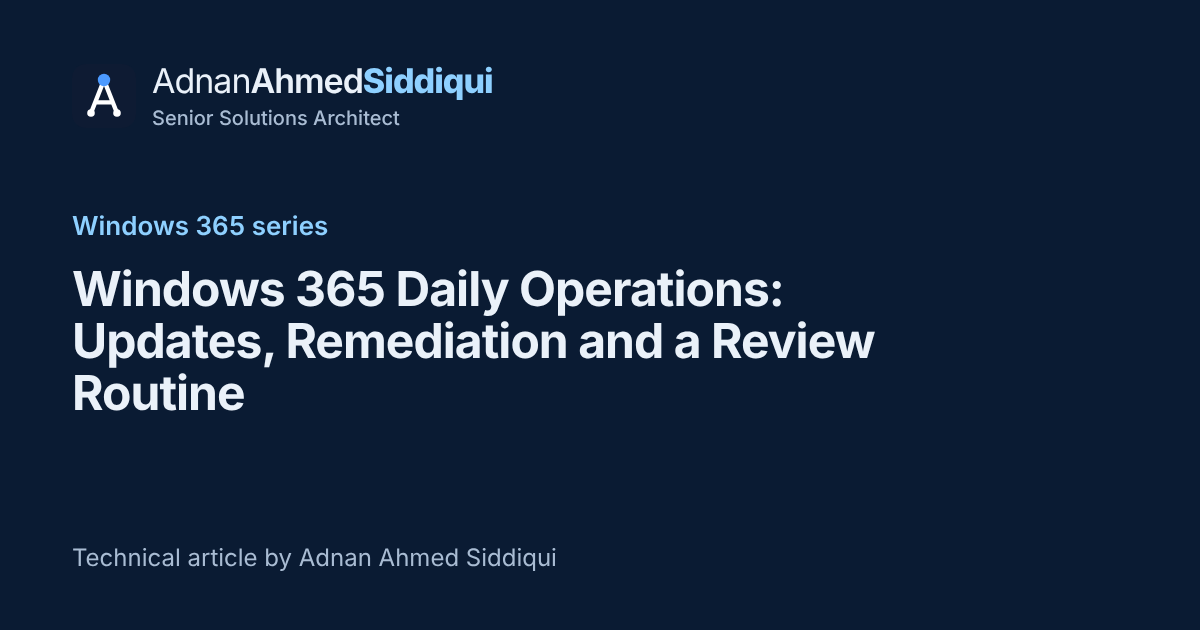 AdnanAhmedSiddiqui
Senior Solutions Architect
Windows 365 series
Windows 365 Daily Operations:
Updates, Remediation and a Review
Routine
Technical article by Adnan Ahmed Siddiqui